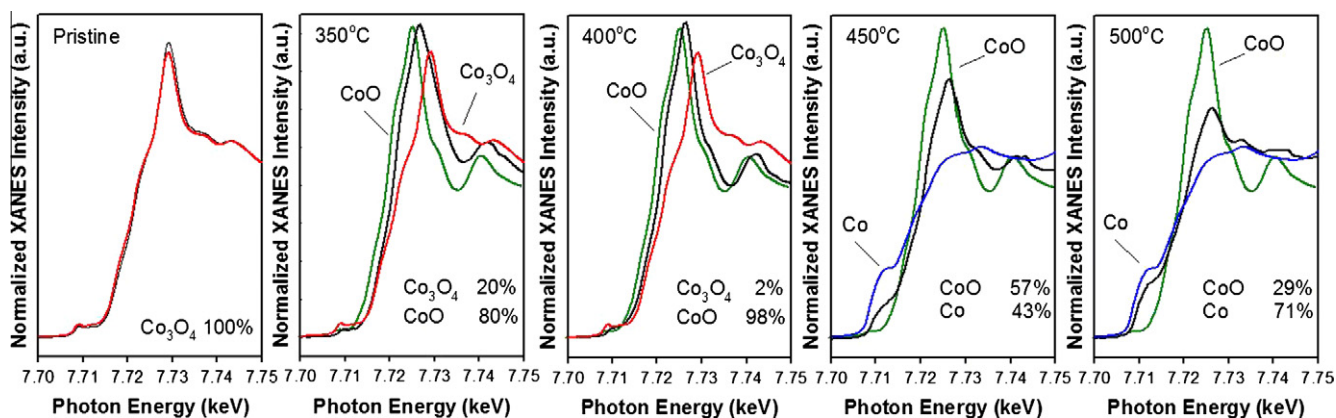 Normalized XANES Intensity (a.u.)
Pristine
Co₃O₄ 100%
7.70 7.71 7.72 7.73 7.74 7.75
Photon Energy (keV)
Normalized XANES Intensity (a.u.)
350°C
CoO
Co₃O₄
Co₃O₄ 20%
CoO 80%
7.70 7.71 7.72 7.73 7.74 7.75
Photon Energy (keV)
Normalized XANES Intensity (a.u.)
400°C
Co₃O₄
CoO
Co₃O₄ 2%
CoO 98%
7.70 7.71 7.72 7.73 7.74 7.75
Photon Energy (keV)
Normalized XANES Intensity (a.u.)
450°C
CoO
Co
CoO 57%
Co 43%
7.70 7.71 7.72 7.73 7.74 7.75
Photon Energy (keV)
Normalized XANES Intensity (a.u.)
500°C
CoO
Co
CoO 29%
Co 71%
7.70 7.71 7.72 7.73 7.74 7.75
Photon Energy (keV)